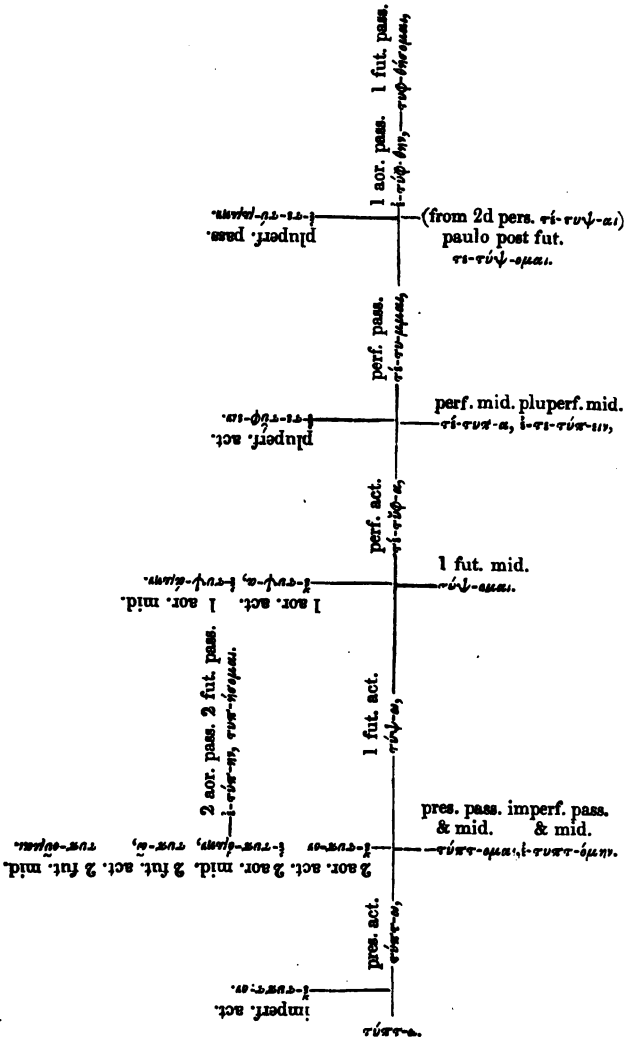 1 aor. pass. 1 fut. pass.
ἐ-τύφ-θην,—τυφ-θήσομαι,
pluperf. pass.
ἐ-τε-τύ-μμην.
(from 2d pers. τέ-τυψ-αι)
paulo post fut.
τε-τύψ-ομαι.
perf. pass.
τέ-τυ-μμαι,
pluperf. act.
ἐ-τε-τύφ-ειν.
perf. mid. pluperf. mid.
τέ-τυπ-α, ἐ-τε-τύπ-ειν,
perf. act.
τέ-τῠφ-α,
1 aor. act. 1 aor. mid.
ἔ-τυψ-α, ἐ-τυψ-άμην.
1 fut. mid.
τύψ-ομαι.
2 aor. pass. 2 fut. pass.
ἐ-τύπ-ην, τυπ-ήσομαι.
1 fut. act.
τύψ-ω,
2 aor. act. 2 aor. mid. 2 fut. act. 2 fut. mid.
ἔ-τυπ-ον ἐ-τυπ-όμην, τυπ-ῶ, τυπ-οῦμαι.
pres. pass. imperf. pass.
& mid. & mid.
τύπτ-ομαι, ἐ-τυπτ-όμην.
pres. act.
τύπτ-ω,
imperf. act.
ἔ-τυπτ-ον.